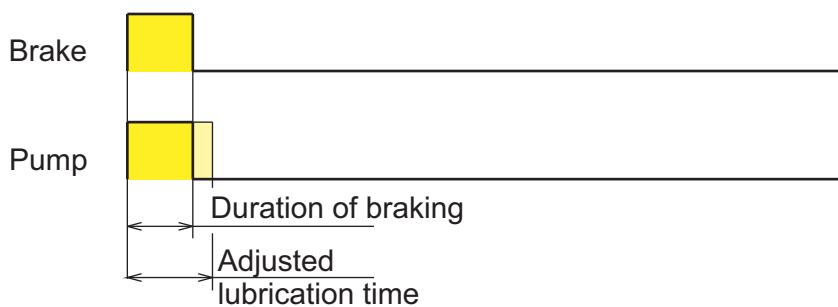 Brake
Pump
Duration of braking
Adjusted
lubrication time